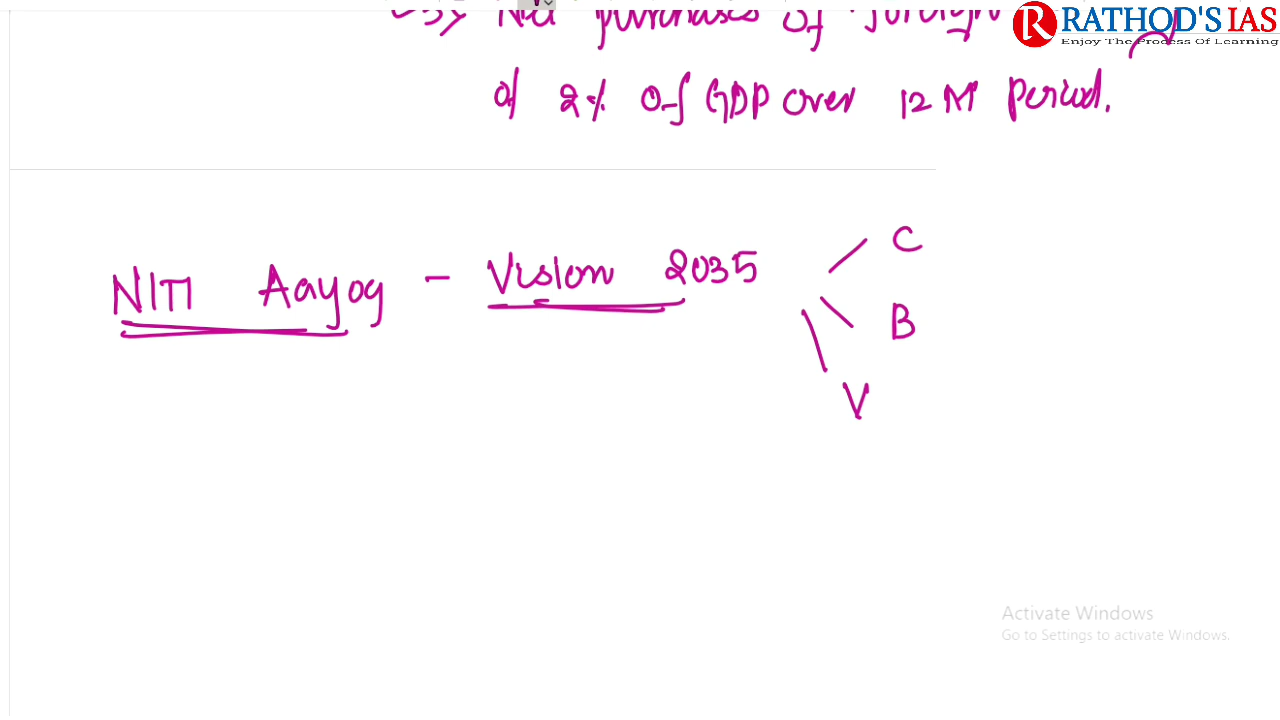 Net purchases of foreign
RATHOD'S IAS
Enjoy The Process Of Learning
of 2% of GDP over 12 M period.
NITI Aayog - Vision 2035
C
B
V
Activate Windows
Go to Settings to activate Windows.